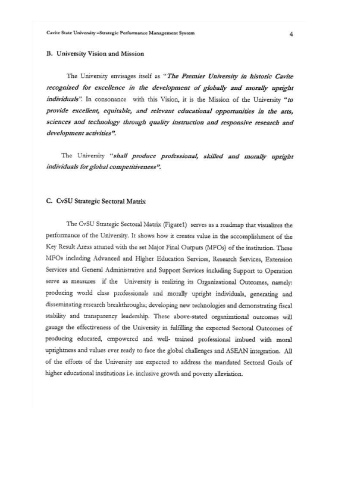 Cavite State University –Strategic Performance Management System 4
B. University Vision and Mission
The University envisages itself as "The Premier University in historic Cavite
recognized for excellence in the development of globally and morally upright
individuals". In consonance with this Vision, it is the Mission of the University "to
provide excellent, equitable, and relevant educational opportunities in the arts,
sciences and technology through quality instruction and responsive research and
development activities".
The University "shall produce professional, skilled and morally upright
individuals for global competitiveness".
C. CvSU Strategic Sectoral Matrix
The CvSU Strategic Sectoral Matrix (Figure1) serves as a roadmap that visualizes the
performance of the University. It shows how it creates value in the accomplishment of the
Key Result Areas attuned with the set Major Final Outputs (MFOs) of the institution. These
MFOs including Advanced and Higher Education Services, Research Services, Extension
Services and General Administrative and Support Services including Support to Operation
serve as measures if the University is realizing its Organizational Outcomes, namely:
producing world class professionals and morally upright individuals, generating and
disseminating research breakthroughs, developing new technologies and demonstrating fiscal
stability and transparency leadership. These above-stated organizational outcomes will
gauage the effectiveness of the University in fulfilling the expected Sectoral Outcomes of
producing educated, empowered and well- trained professional imbued with moral
uprightness and values ever ready to face the global challenges and ASEAN integration. All
of the efforts of the University are expected to address the mandated Sectoral Goals of
higher educational institutions i.e. inclusive growth and poverty alleviation.